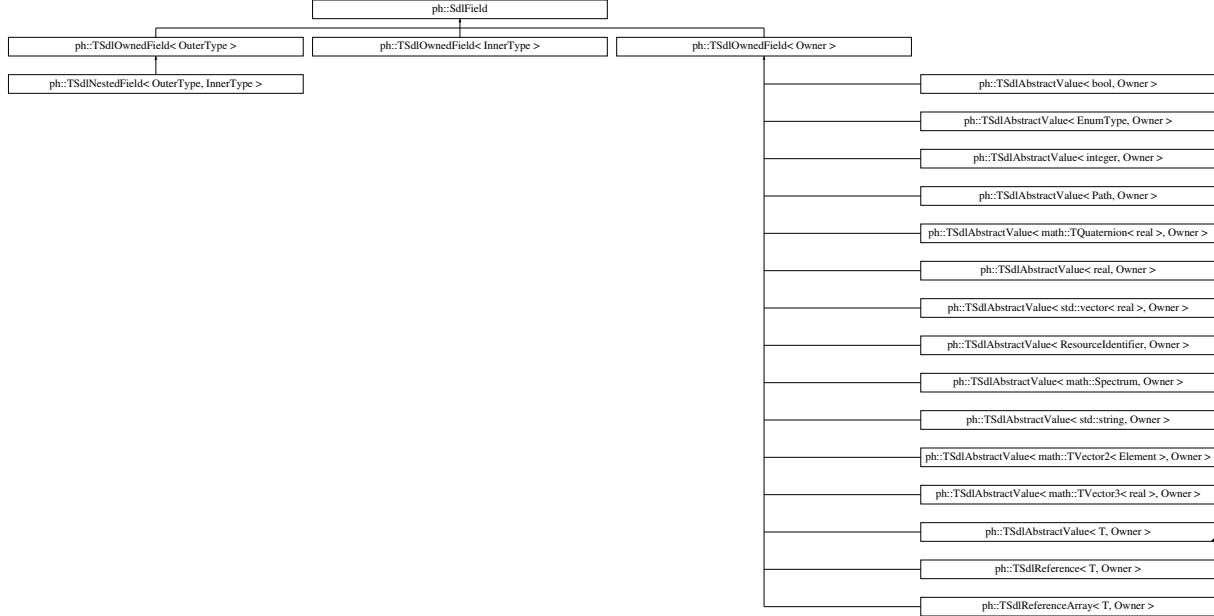 ph::SdlField
ph::TSdlOwnedField< OuterType >
ph::TSdlOwnedField< InnerType >
ph::TSdlOwnedField< Owner >
ph::TSdlNestedField< OuterType, InnerType >
ph::TSdlAbstractValue< bool, Owner >
ph::TSdlAbstractValue< EnumType, Owner >
ph::TSdlAbstractValue< integer, Owner >
ph::TSdlAbstractValue< Path, Owner >
ph::TSdlAbstractValue< math::TQuaternion< real >, Owner >
ph::TSdlAbstractValue< real, Owner >
ph::TSdlAbstractValue< std::vector< real >, Owner >
ph::TSdlAbstractValue< ResourceIdentifier, Owner >
ph::TSdlAbstractValue< math::Spectrum, Owner >
ph::TSdlAbstractValue< std::string, Owner >
ph::TSdlAbstractValue< math::TVector2< Element >, Owner >
ph::TSdlAbstractValue< math::TVector3< real >, Owner >
ph::TSdlAbstractValue< T, Owner >
ph::TSdlReference< T, Owner >
ph::TSdlReferenceArray< T, Owner >